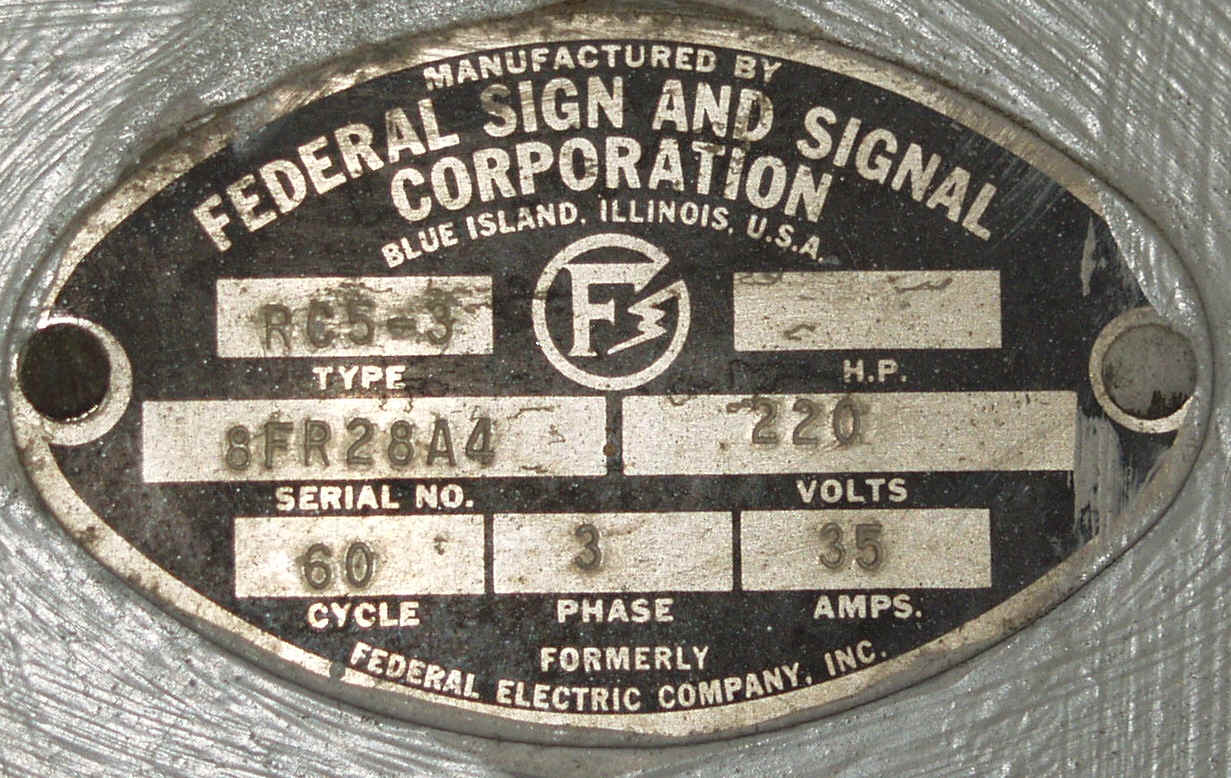 MANUFACTURED BY
FEDERAL SIGN AND SIGNAL
CORPORATION
BLUE ISLAND, ILLINOIS, U.S.A.
F
RC5-3
TYPE H.P.
8FR28A4 220
SERIAL NO. VOLTS
60 3 35
CYCLE PHASE AMPS.
FORMERLY
FEDERAL ELECTRIC COMPANY, INC.